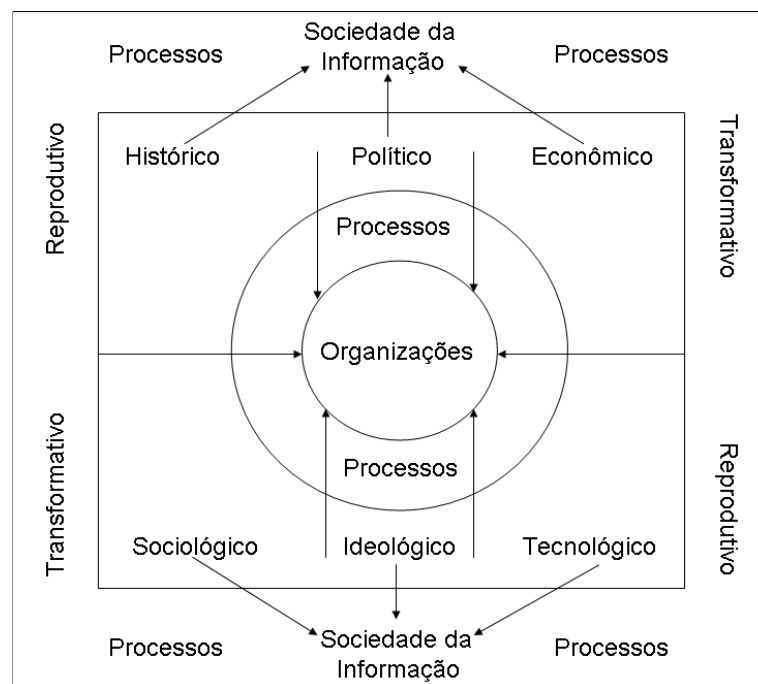 Sociedade da
Informação
Processos
Processos
Reprodutivo
Transformativo
Histórico
Político
Econômico
Processos
Organizações
Processos
Transformativo
Reprodutivo
Sociológico
Ideológico
Tecnológico
Processos
Sociedade da
Informação
Processos